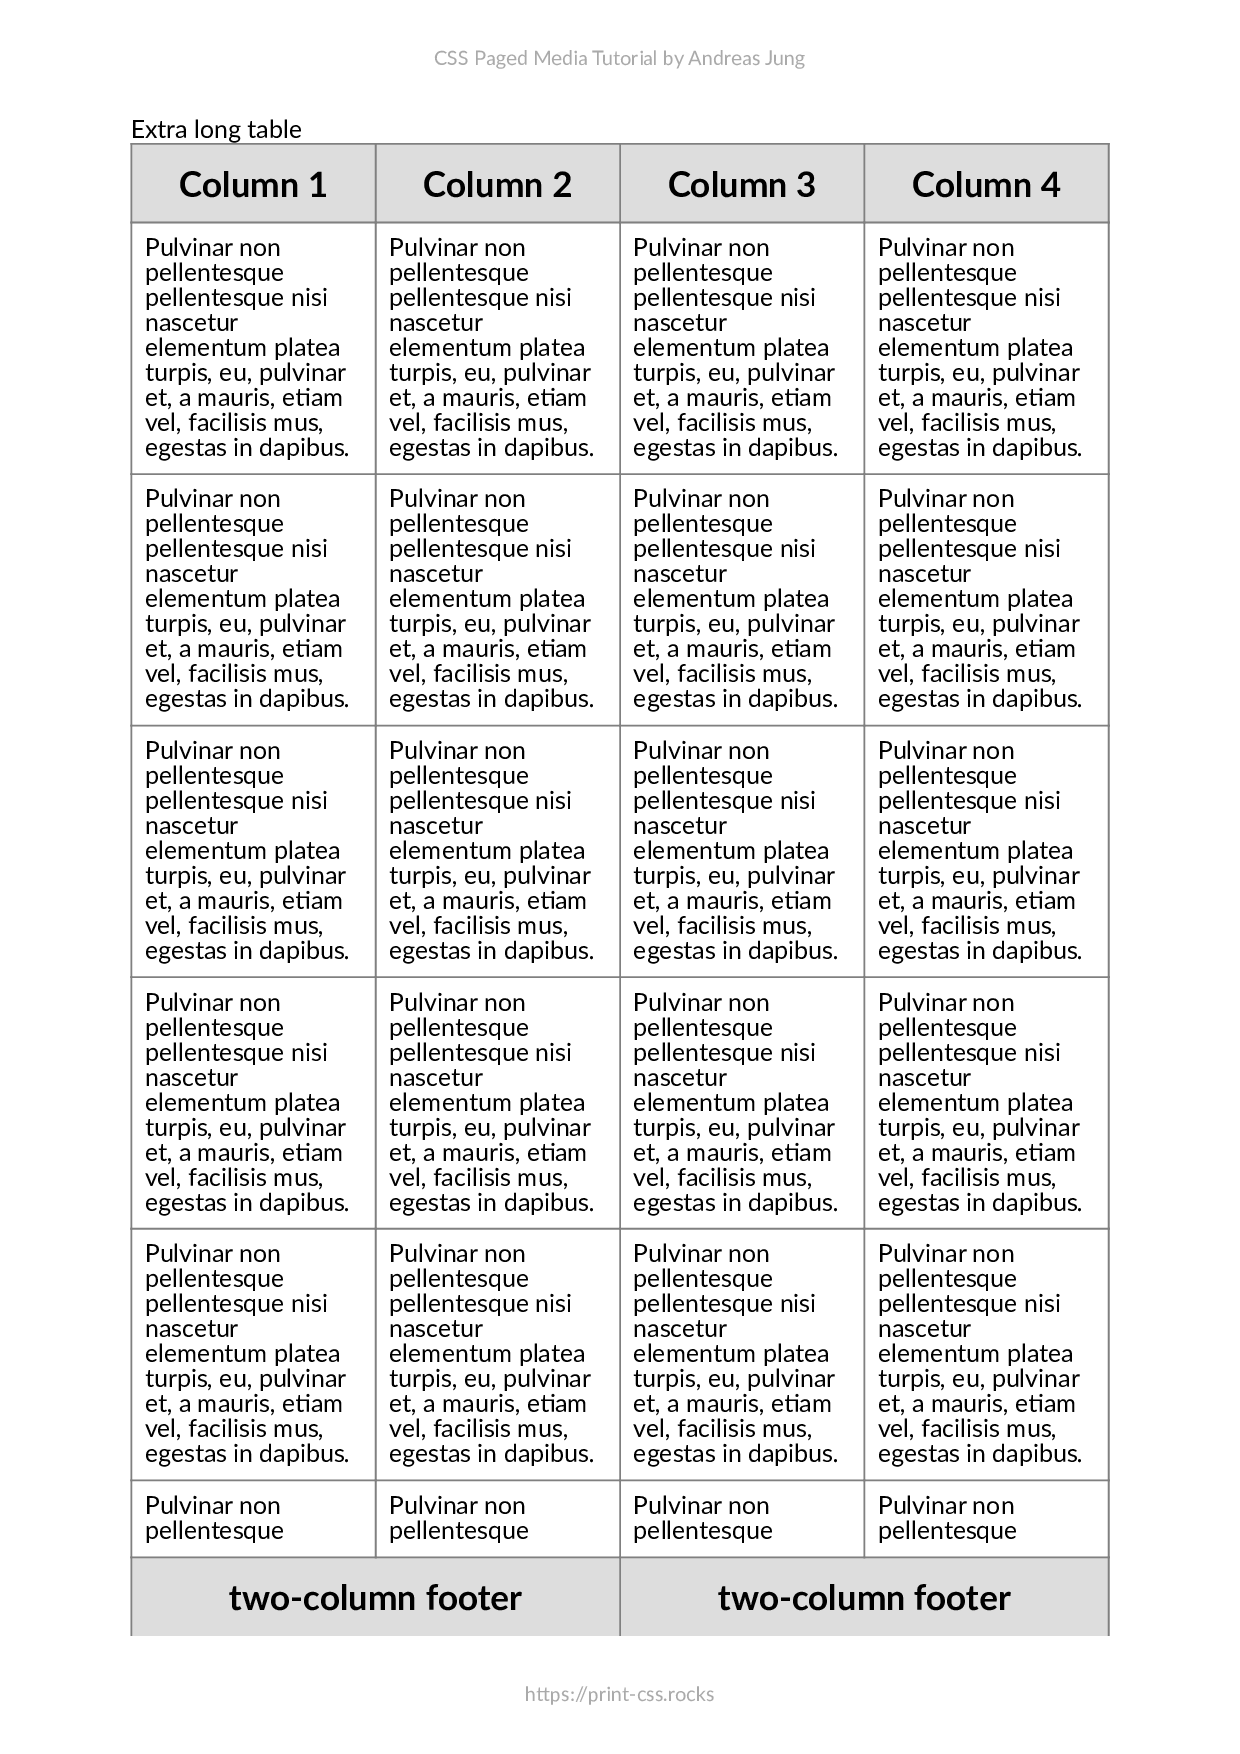 CSS Paged Media Tutorial by Andreas Jung
Extra long table
Column 1 Column 2 Column 3 Column 4
Pulvinar non Pulvinar non Pulvinar non Pulvinar non
pellentesque pellentesque pellentesque pellentesque
pellentesque nisi pellentesque nisi pellentesque nisi pellentesque nisi
nascetur nascetur nascetur nascetur
elementum platea elementum platea elementum platea elementum platea
turpis, eu, pulvinar turpis, eu, pulvinar turpis, eu, pulvinar turpis, eu, pulvinar
et, a mauris, etiam et, a mauris, etiam et, a mauris, etiam et, a mauris, etiam
vel, facilisis mus, vel, facilisis mus, vel, facilisis mus, vel, facilisis mus,
egestas in dapibus. egestas in dapibus. egestas in dapibus. egestas in dapibus.
Pulvinar non Pulvinar non Pulvinar non Pulvinar non
pellentesque pellentesque pellentesque pellentesque
pellentesque nisi pellentesque nisi pellentesque nisi pellentesque nisi
nascetur nascetur nascetur nascetur
elementum platea elementum platea elementum platea elementum platea
turpis, eu, pulvinar turpis, eu, pulvinar turpis, eu, pulvinar turpis, eu, pulvinar
et, a mauris, etiam et, a mauris, etiam et, a mauris, etiam et, a mauris, etiam
vel, facilisis mus, vel, facilisis mus, vel, facilisis mus, vel, facilisis mus,
egestas in dapibus. egestas in dapibus. egestas in dapibus. egestas in dapibus.
Pulvinar non Pulvinar non Pulvinar non Pulvinar non
pellentesque pellentesque pellentesque pellentesque
pellentesque nisi pellentesque nisi pellentesque nisi pellentesque nisi
nascetur nascetur nascetur nascetur
elementum platea elementum platea elementum platea elementum platea
turpis, eu, pulvinar turpis, eu, pulvinar turpis, eu, pulvinar turpis, eu, pulvinar
et, a mauris, etiam et, a mauris, etiam et, a mauris, etiam et, a mauris, etiam
vel, facilisis mus, vel, facilisis mus, vel, facilisis mus, vel, facilisis mus,
egestas in dapibus. egestas in dapibus. egestas in dapibus. egestas in dapibus.
Pulvinar non Pulvinar non Pulvinar non Pulvinar non
pellentesque pellentesque pellentesque pellentesque
pellentesque nisi pellentesque nisi pellentesque nisi pellentesque nisi
nascetur nascetur nascetur nascetur
elementum platea elementum platea elementum platea elementum platea
turpis, eu, pulvinar turpis, eu, pulvinar turpis, eu, pulvinar turpis, eu, pulvinar
et, a mauris, etiam et, a mauris, etiam et, a mauris, etiam et, a mauris, etiam
vel, facilisis mus, vel, facilisis mus, vel, facilisis mus, vel, facilisis mus,
egestas in dapibus. egestas in dapibus. egestas in dapibus. egestas in dapibus.
Pulvinar non Pulvinar non Pulvinar non Pulvinar non
pellentesque pellentesque pellentesque pellentesque
pellentesque nisi pellentesque nisi pellentesque nisi pellentesque nisi
nascetur nascetur nascetur nascetur
elementum platea elementum platea elementum platea elementum platea
turpis, eu, pulvinar turpis, eu, pulvinar turpis, eu, pulvinar turpis, eu, pulvinar
et, a mauris, etiam et, a mauris, etiam et, a mauris, etiam et, a mauris, etiam
vel, facilisis mus, vel, facilisis mus, vel, facilisis mus, vel, facilisis mus,
egestas in dapibus. egestas in dapibus. egestas in dapibus. egestas in dapibus.
Pulvinar non Pulvinar non Pulvinar non Pulvinar non
pellentesque pellentesque pellentesque pellentesque
two-column footer two-column footer
https://print-css.rocks